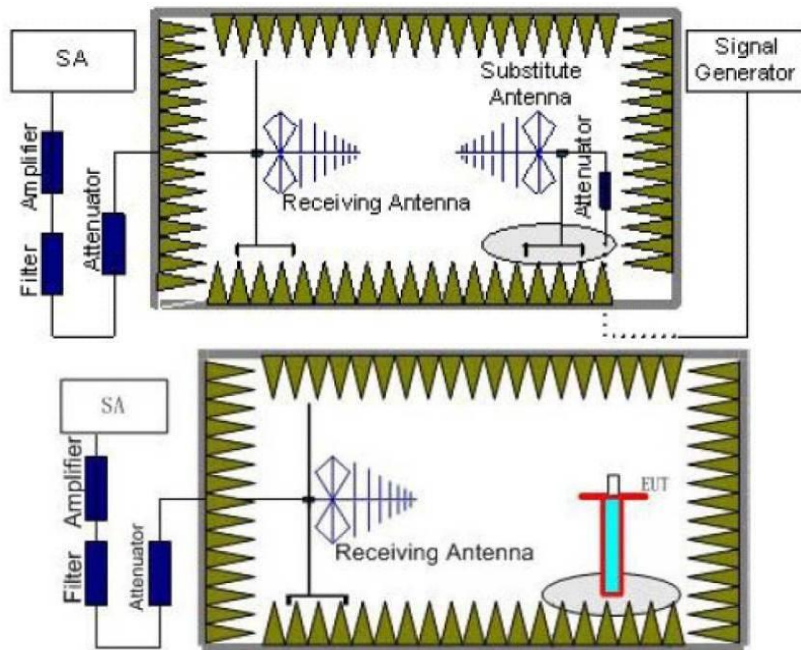 SA
Amplifier
Filter
Attenuator
Receiving Antenna
Substitute
Antenna
Attenuator
Signal
Generator
SA
Amplifier
Filter
Attenuator
Receiving Antenna
EUT